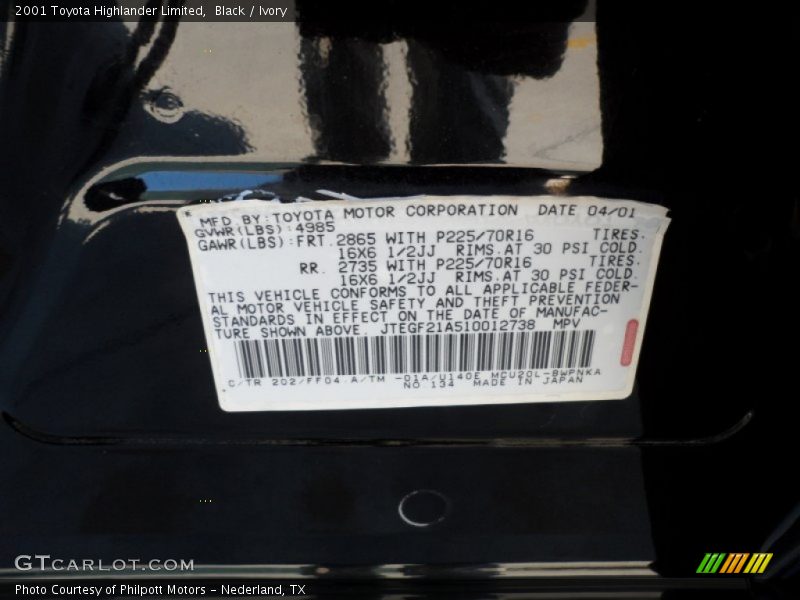 2001 Toyota Highlander Limited, Black / Ivory
MFD BY: TOYOTA MOTOR CORPORATION DATE 04/01
GVWR(LBS): 4985
GAWR(LBS): FRT. 2865 WITH P225/70R16 TIRES.
16X6 1/2JJ RIMS. AT 30 PSI COLD.
RR. 2735 WITH P225/70R16 TIRES.
16X6 1/2JJ RIMS. AT 30 PSI COLD.
THIS VEHICLE CONFORMS TO ALL APPLICABLE FEDER-
AL MOTOR VEHICLE SAFETY AND THEFT PREVENTION
STANDARDS IN EFFECT ON THE DATE OF MANUFAC-
TURE SHOWN ABOVE. JTEGF21A510012738 MPV
C/TR 202/FF04 A/TM -01A/U140E MCU20L-BWPNKA
NO.134 MADE IN JAPAN
GTCARLOT.COM
Photo Courtesy of Philpott Motors - Nederland, TX